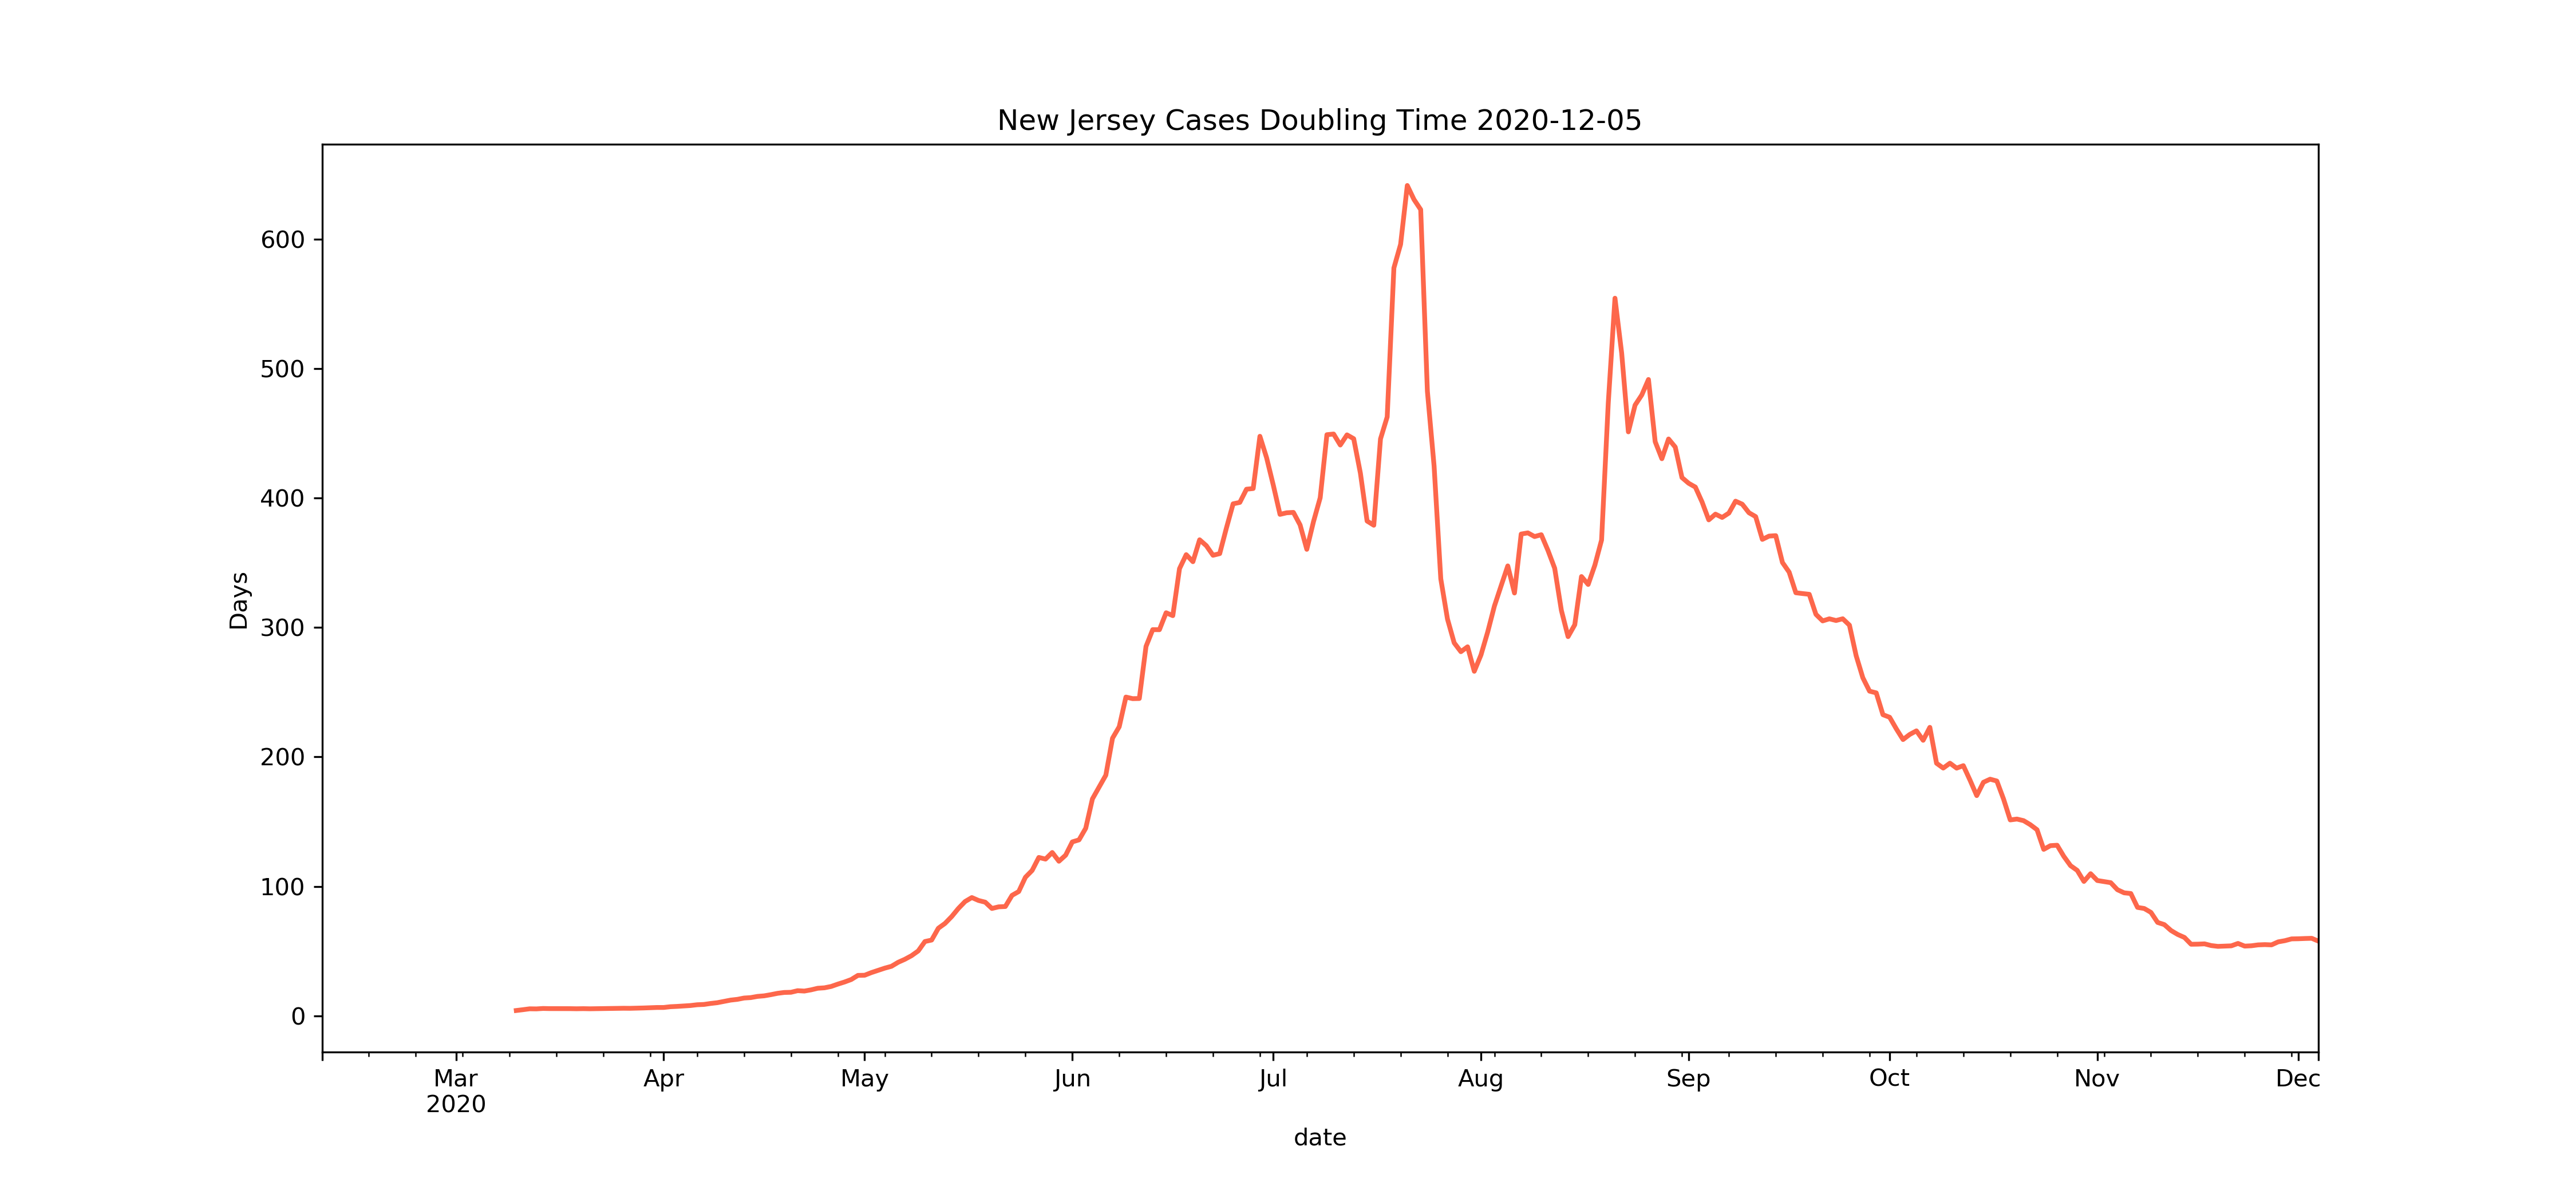 New Jersey Cases Doubling Time 2020-12-05
600
500
400
300
200
100
0
Days
Mar Apr May Jun Jul Aug Sep Oct Nov Dec
2020
date